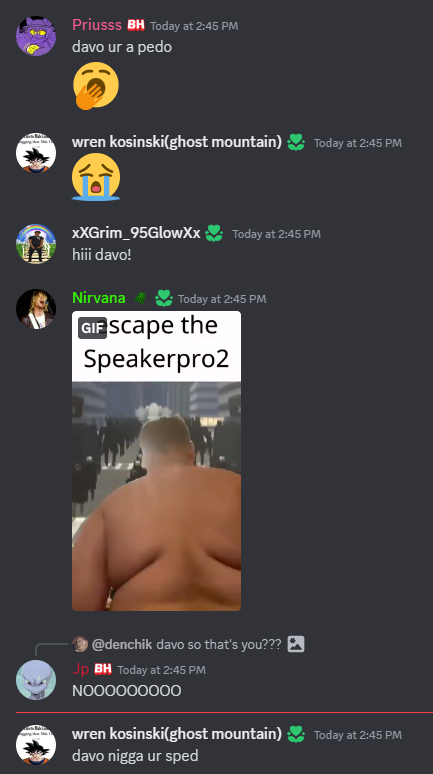 Priusss BH Today at 2:45 PM
davo ur a pedo
wren kosinski(ghost mountain) Today at 2:45 PM
xXGrim_95GlowXx Today at 2:45 PM
hiii davo!
Nirvana Today at 2:45 PM
GIF escape the
Speakerpro2
@denchik davo so that's you???
Jp BH Today at 2:45 PM
NOOOOOOOOO
wren kosinski(ghost mountain) Today at 2:45 PM
davo nigga ur sped